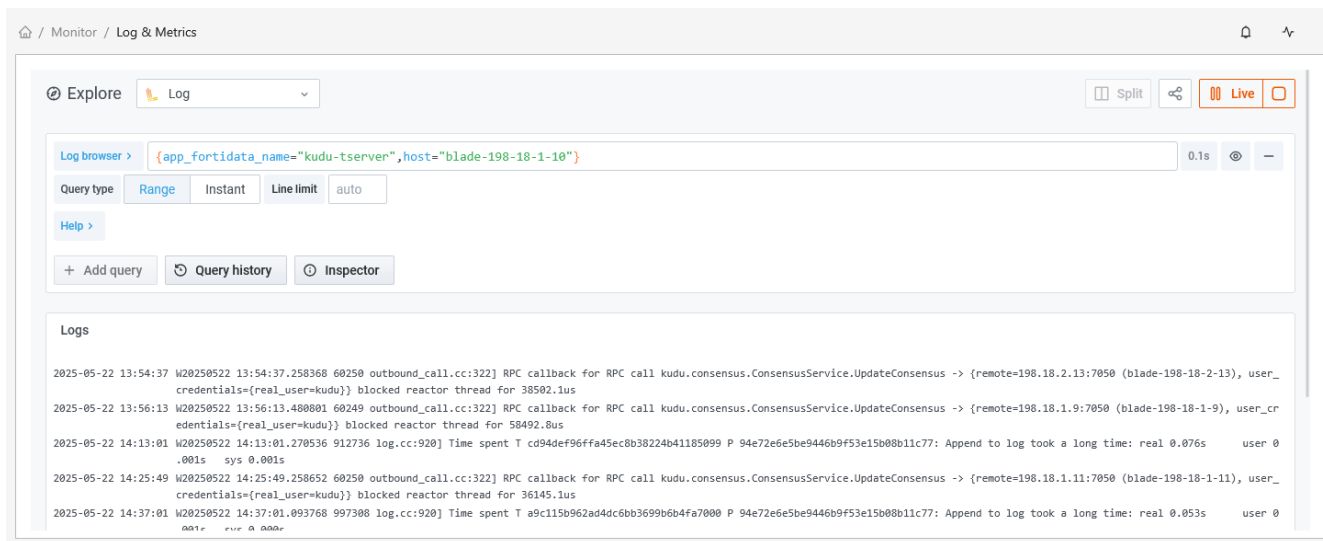 / Monitor / Log & Metrics
Explore Log Split Live
Log browser > {app_fortidata_name="kudu-tserver",host="blade-198-18-1-10"} 0.1s
Query type Range Instant Line limit auto
Help >
+ Add query Query history Inspector
Logs
2025-05-22 13:54:37 W20250522 13:54:37.258368 60250 outbound_call.cc:322] RPC callback for RPC call kudu.consensus.ConsensusService.UpdateConsensus -> {remote=198.18.2.13:7050 (blade-198-18-2-13), user_
credentials={real_user=kudu}} blocked reactor thread for 38502.1us
2025-05-22 13:56:13 W20250522 13:56:13.480801 60249 outbound_call.cc:322] RPC callback for RPC call kudu.consensus.ConsensusService.UpdateConsensus -> {remote=198.18.1.9:7050 (blade-198-18-1-9), user_cr
edentials={real_user=kudu}} blocked reactor thread for 58492.8us
2025-05-22 14:13:01 W20250522 14:13:01.270536 912736 log.cc:920] Time spent T cd94def96ffa45ec8b38224b41185099 P 94e72e6e5be9446b9f53e15b08b11c77: Append to log took a long time: real 0.076s user 0
.001s sys 0.001s
2025-05-22 14:25:49 W20250522 14:25:49.258652 60250 outbound_call.cc:322] RPC callback for RPC call kudu.consensus.ConsensusService.UpdateConsensus -> {remote=198.18.1.11:7050 (blade-198-18-1-11), user_
credentials={real_user=kudu}} blocked reactor thread for 36145.1us
2025-05-22 14:37:01 W20250522 14:37:01.093768 997308 log.cc:920] Time spent T a9c115b962ad4dc6bb3699b6b4fa7000 P 94e72e6e5be9446b9f53e15b08b11c77: Append to log took a long time: real 0.053s user 0
.001s sys 0.000s